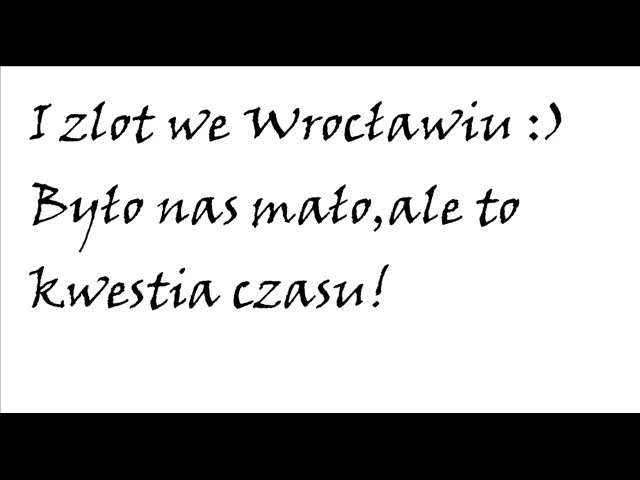 I zlot we Wrocławiu :)
Było nas mało,ale to
kwestia czasu!